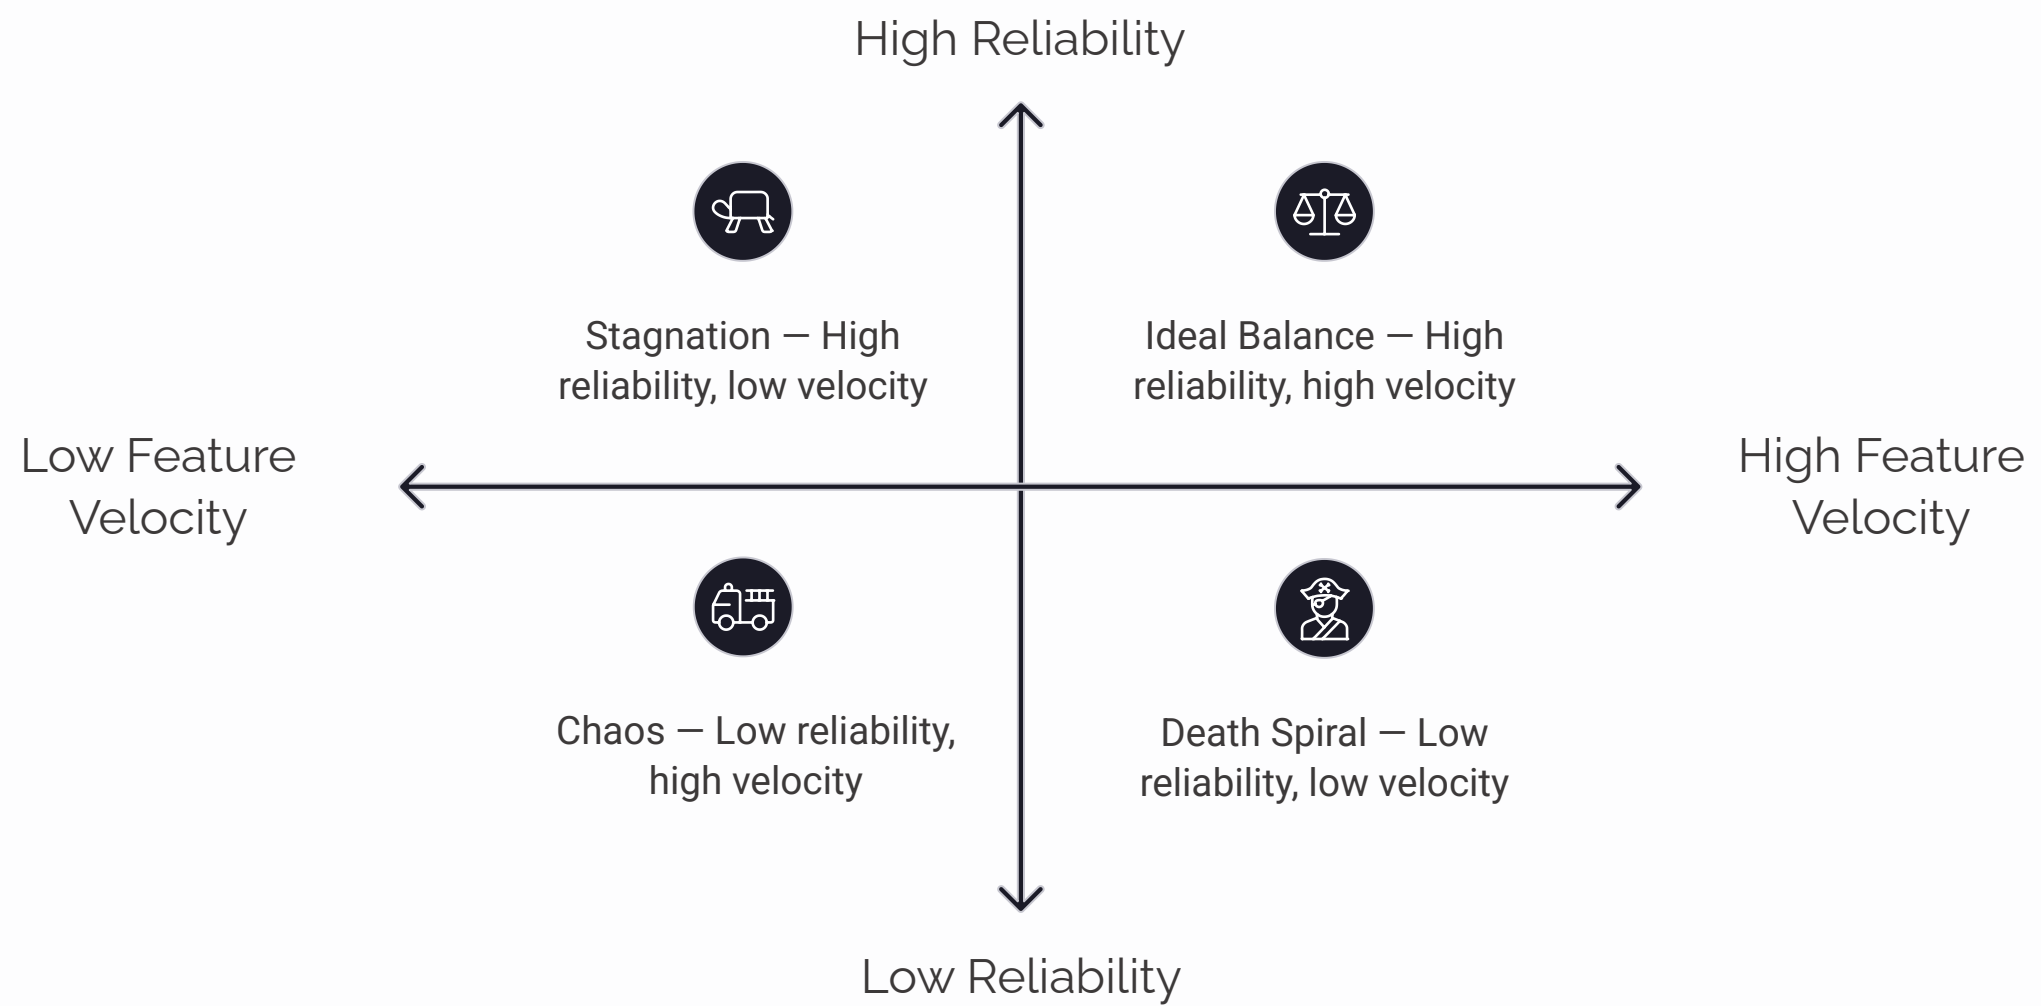 High Reliability
Stagnation — High
reliability, low velocity
Ideal Balance — High
reliability, high velocity
Low Feature
Velocity
High Feature
Velocity
Chaos — Low reliability,
high velocity
Death Spiral — Low
reliability, low velocity
Low Reliability